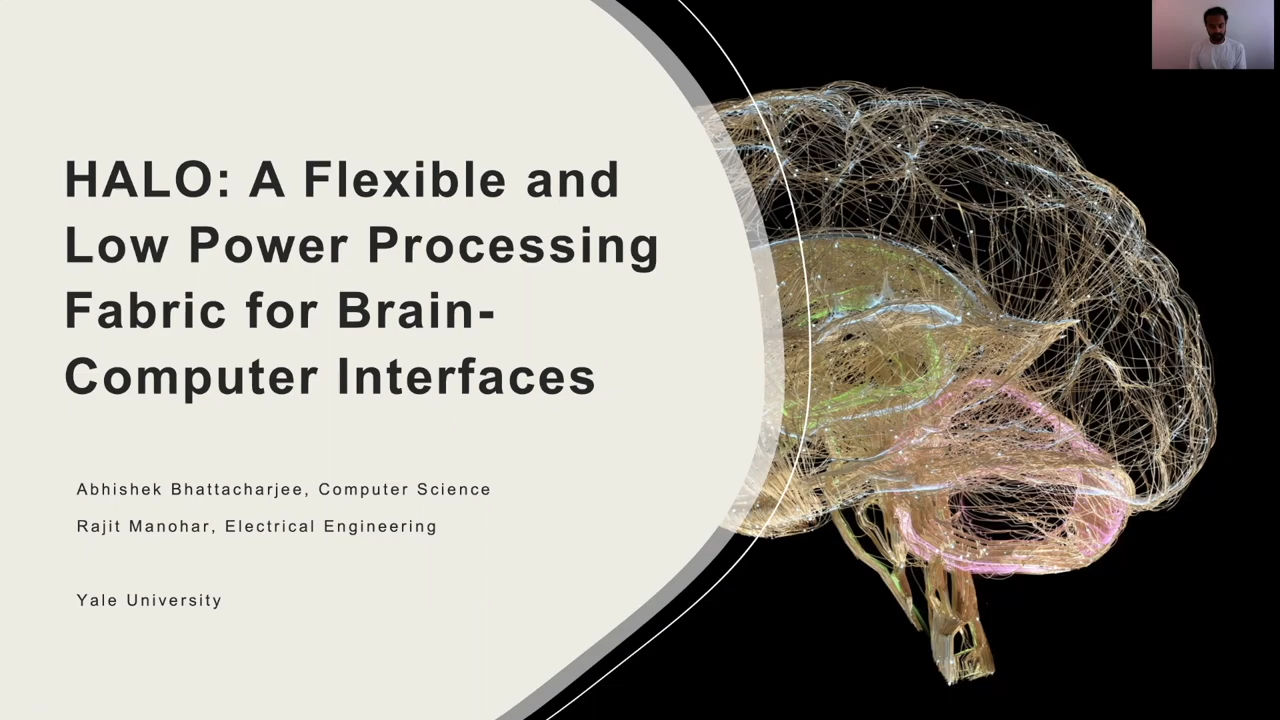 HALO: A Flexible and
Low Power Processing
Fabric for Brain-
Computer Interfaces
Abhishek Bhattacharjee, Computer Science
Rajit Manohar, Electrical Engineering
Yale University